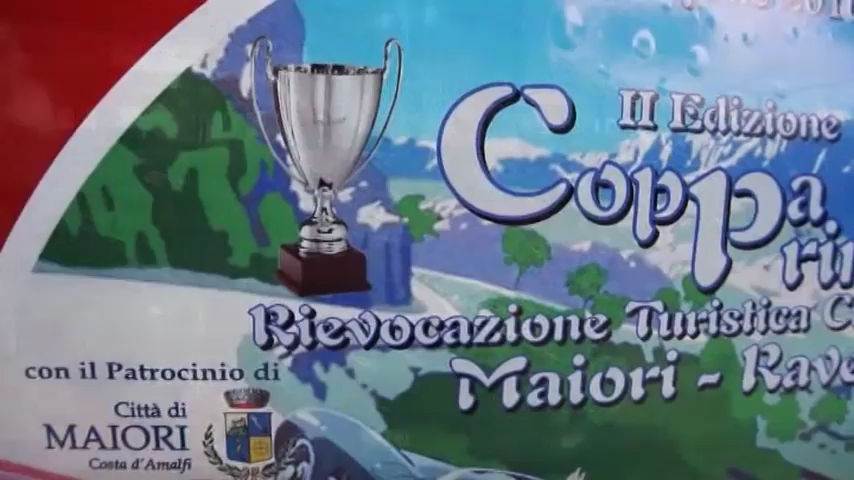 II Edizione
Coppa
Rievocazione Turistica
Maiori -
con il Patrocinio di
Città di
MAIORI
Costa d'Amalfi